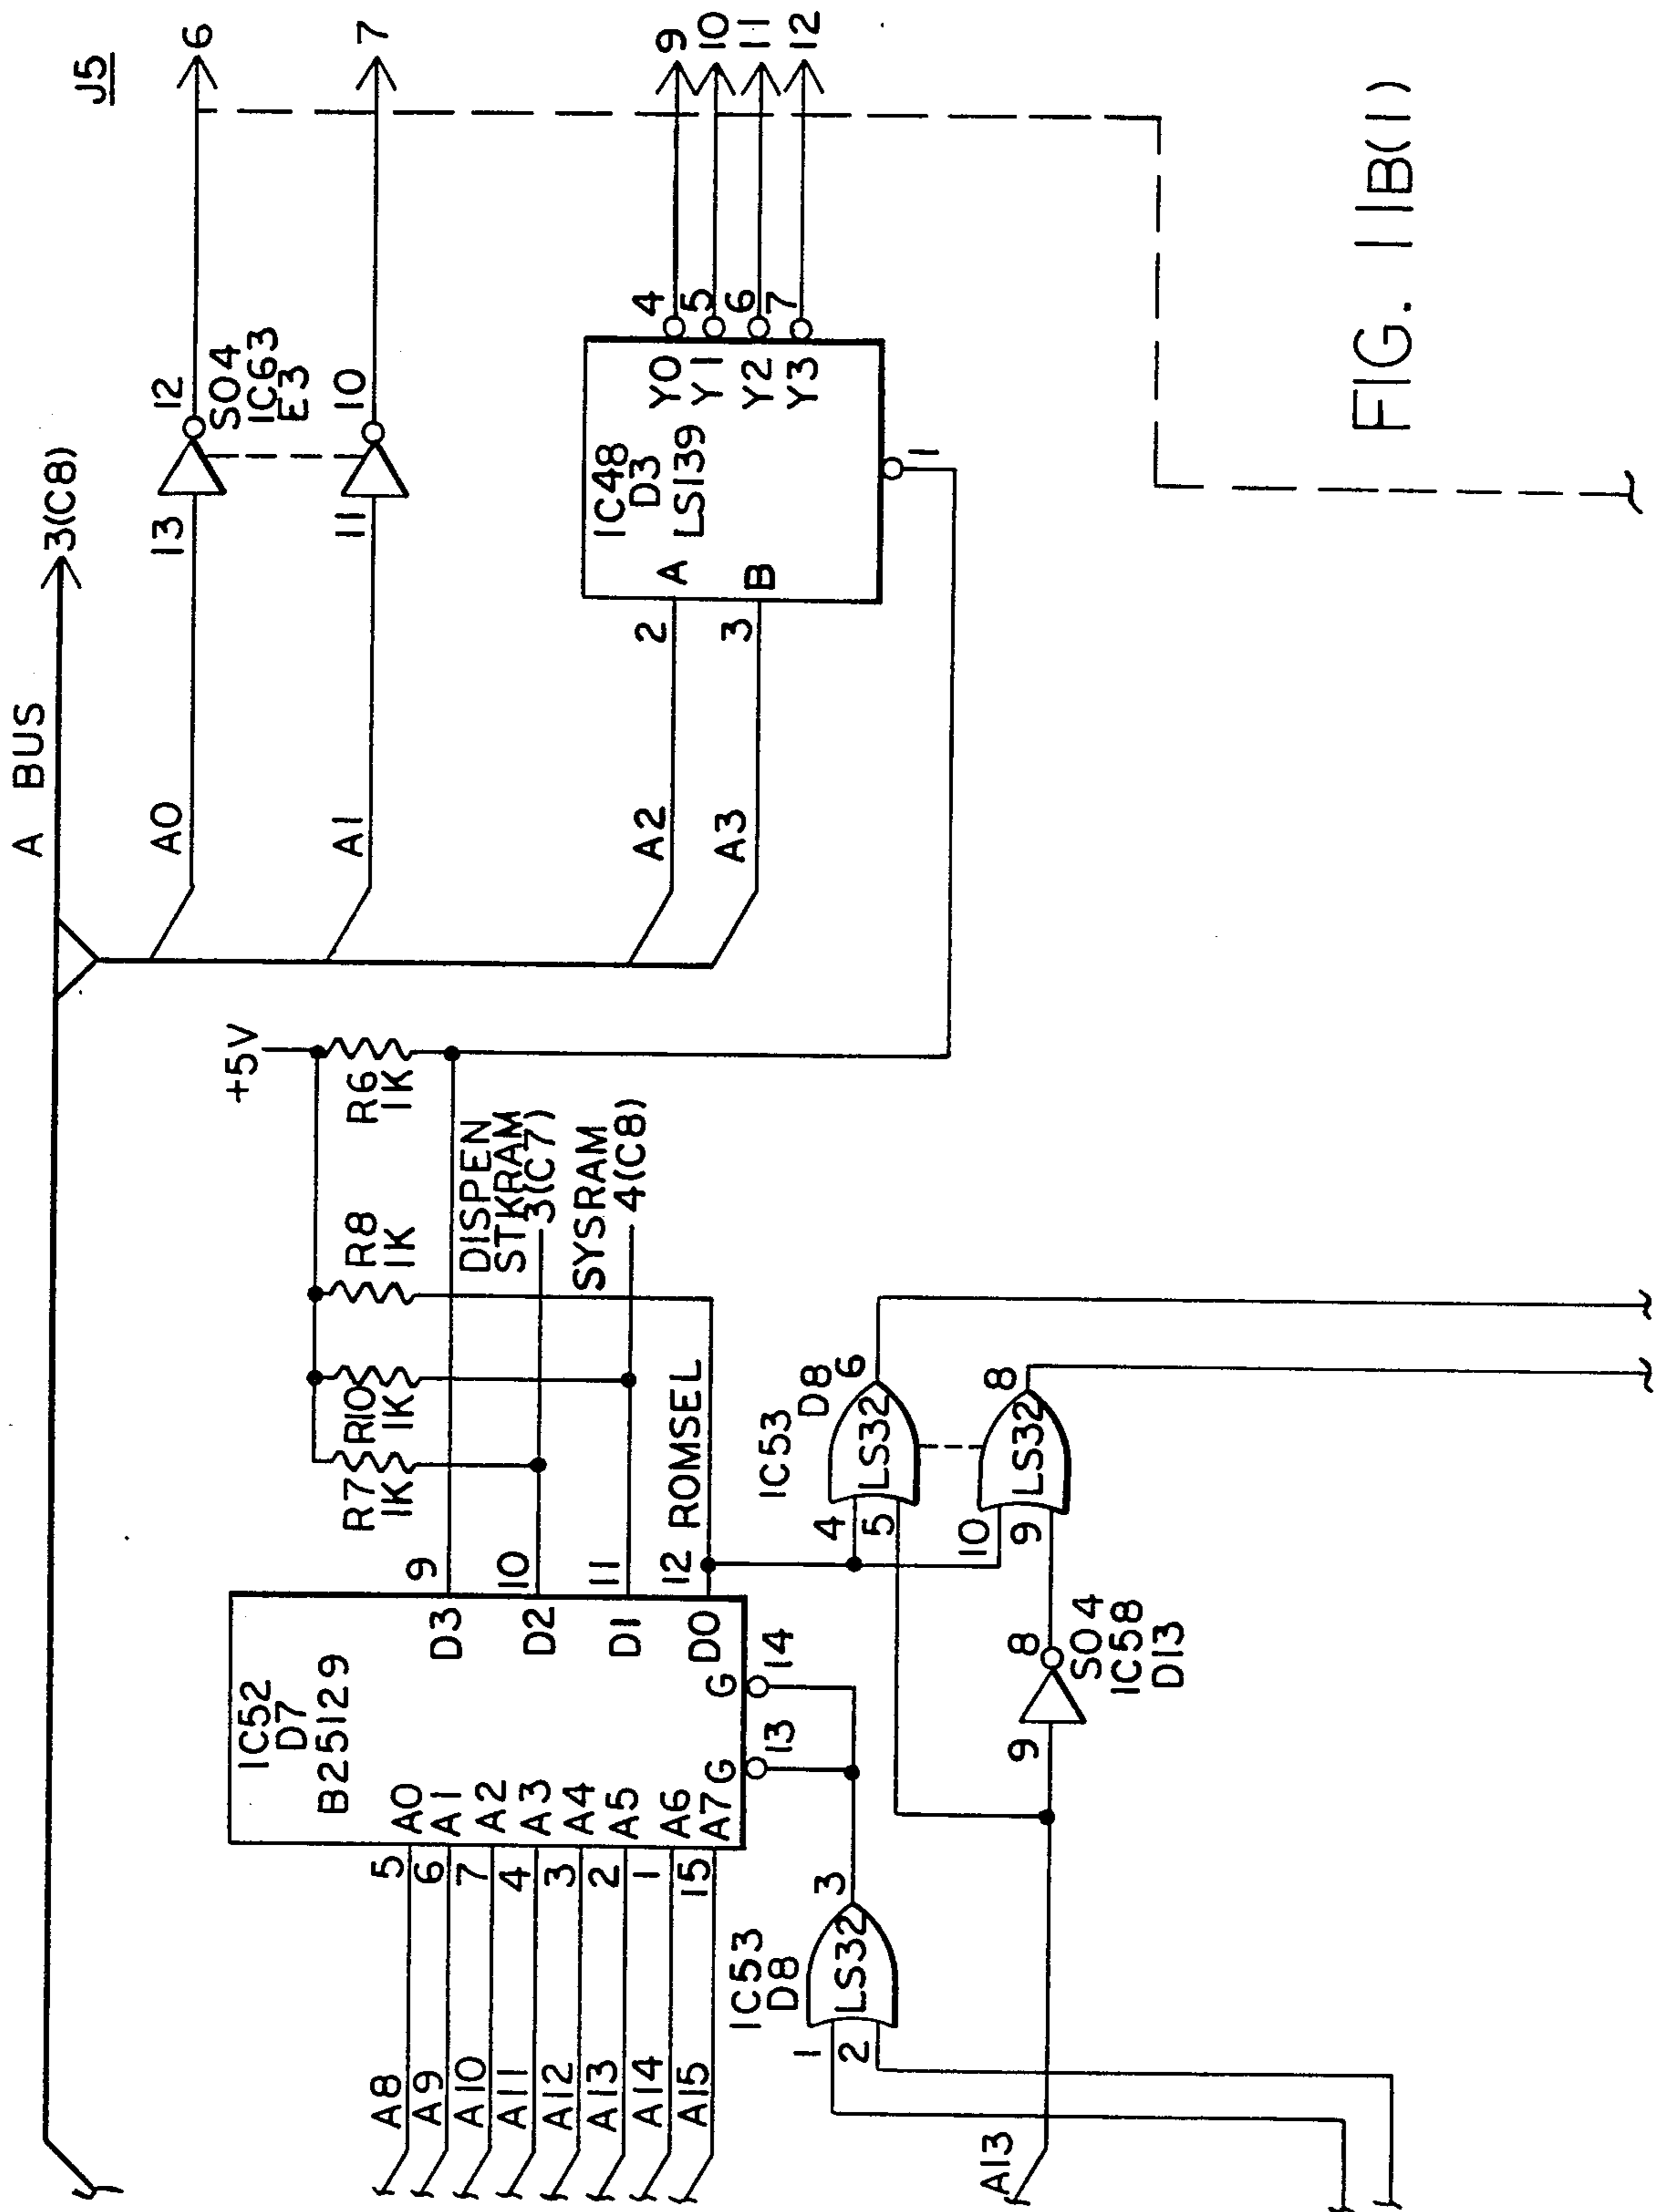 A BUS
3(C8)
J5
A0
13
12
SO4
IC63
E3
6
A1
11
10
7
+5V
R7
1K
R10
1K
R8
1K
R6
1K
A2
A3
2
3
A
B
IC48
D3
LS139
Y0
Y1
Y2
Y3
4
5
6
7
9
10
11
12
1
IC52
D7
B25129
A8
A9
A10
A11
A12
A13
A14
A15
5
6
7
4
3
2
1
15
A0
A1
A2
A3
A4
A5
A6
A7
D3
D2
D1
D0
G
G
13
14
9
10
11
12
DISPEN
STKRAM
3(C7)
SYSRAM
4(C8)
ROMSEL
IC53
D8
1
2
LS32
3
IC53
D8
4
5
LS32
6
10
9
LS32
8
A13
9
8
SO4
IC58
D13
FIG. 11B(1)